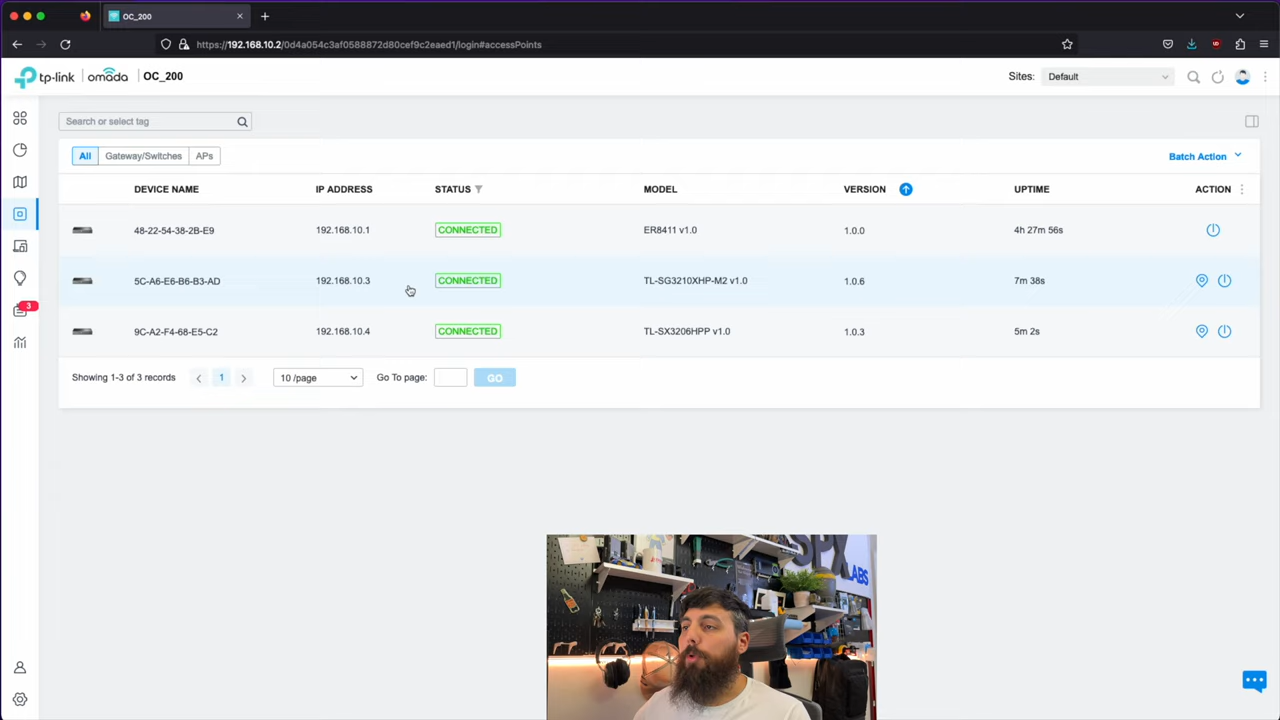 OC_200
https://192.168.10.2/0d4a054c3af0588872d80cef9c2eaed1/login#accessPoints
tp-link omada OC_200 Sites: Default
Search or select tag
All Gateway/Switches APs Batch Action
DEVICE NAME IP ADDRESS STATUS MODEL VERSION UPTIME ACTION
48-22-54-38-2B-E9 192.168.10.1 CONNECTED ER8411 v1.0 1.0.0 4h 27m 56s
5C-A6-E6-B6-B3-AD 192.168.10.3 CONNECTED TL-SG3210XHP-M2 v1.0 1.0.6 7m 38s
3
9C-A2-F4-68-E5-C2 192.168.10.4 CONNECTED TL-SX3206HPP v1.0 1.0.3 5m 2s
Showing 1-3 of 3 records 1 10 /page Go To page: GO
SPX
LABS